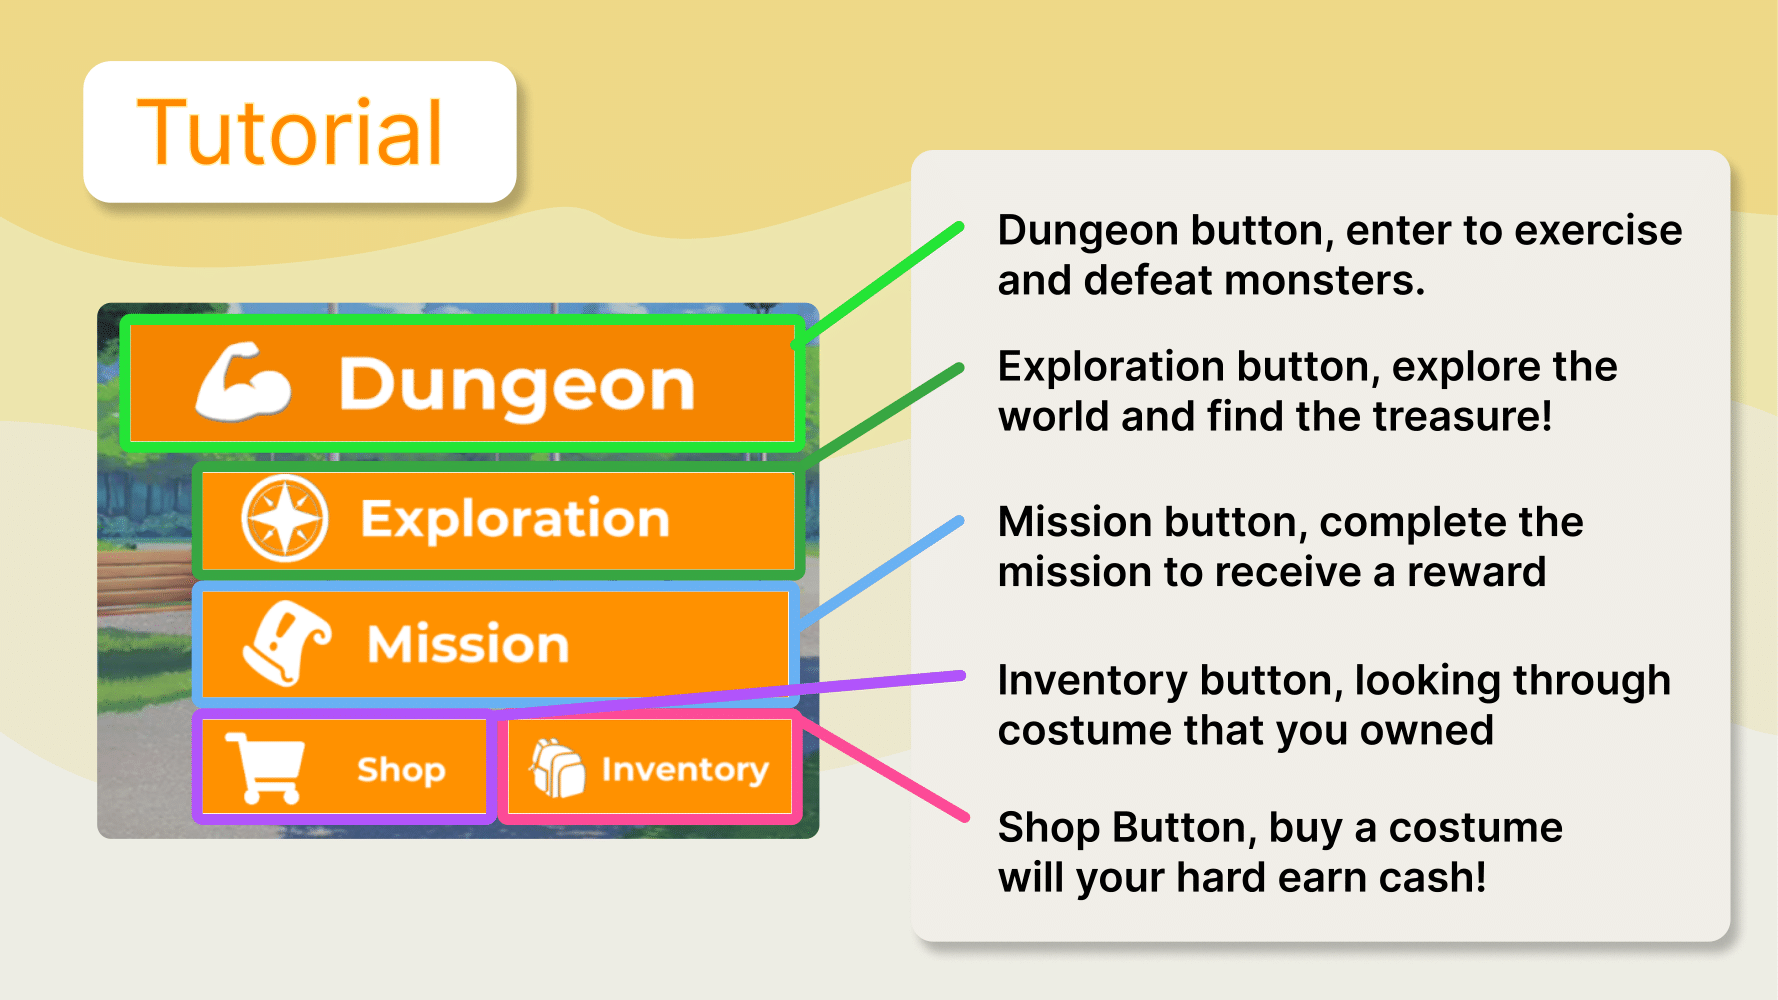 Tutorial
Dungeon
Exploration
Mission
Shop
Inventory
Dungeon button, enter to exercise
and defeat monsters.
Exploration button, explore the
world and find the treasure!
Mission button, complete the
mission to receive a reward
Inventory button, looking through
costume that you owned
Shop Button, buy a costume
will your hard earn cash!